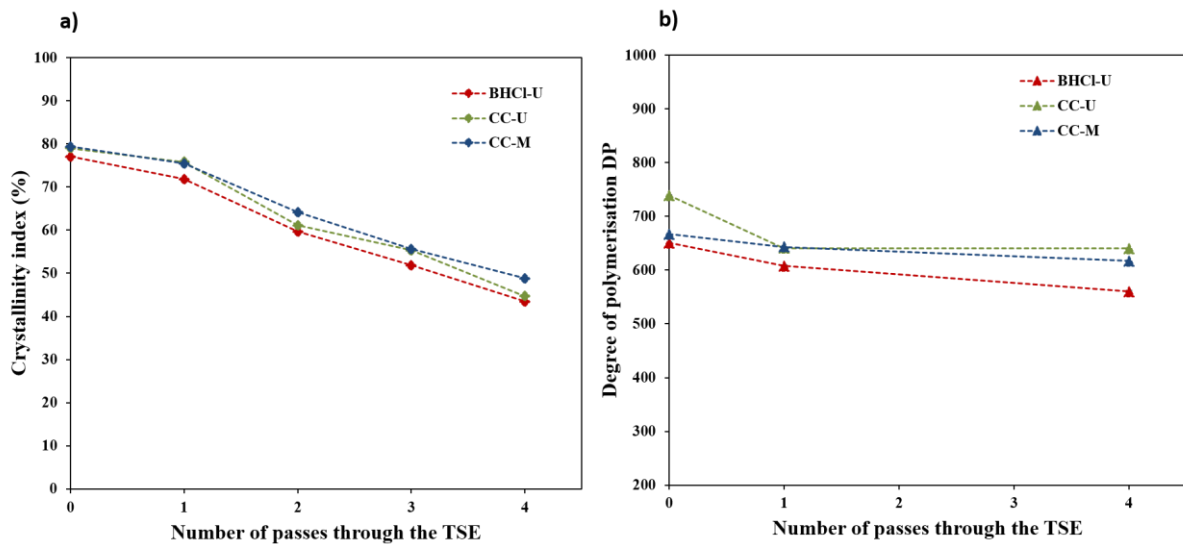 a)
100
90
80
70
60
50
40
30
20
10
0
Crystallinity index (%)
BHCl-U
CC-U
CC-M
0 1 2 3 4
Number of passes through the TSE
b)
1000
900
800
700
600
500
400
300
200
Degree of polymerisation DP
BHCl-U
CC-U
CC-M
0 1 2 3 4
Number of passes through the TSE